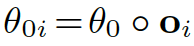 θ₀ᵢ = θ₀ ∘ 𝐨ᵢ